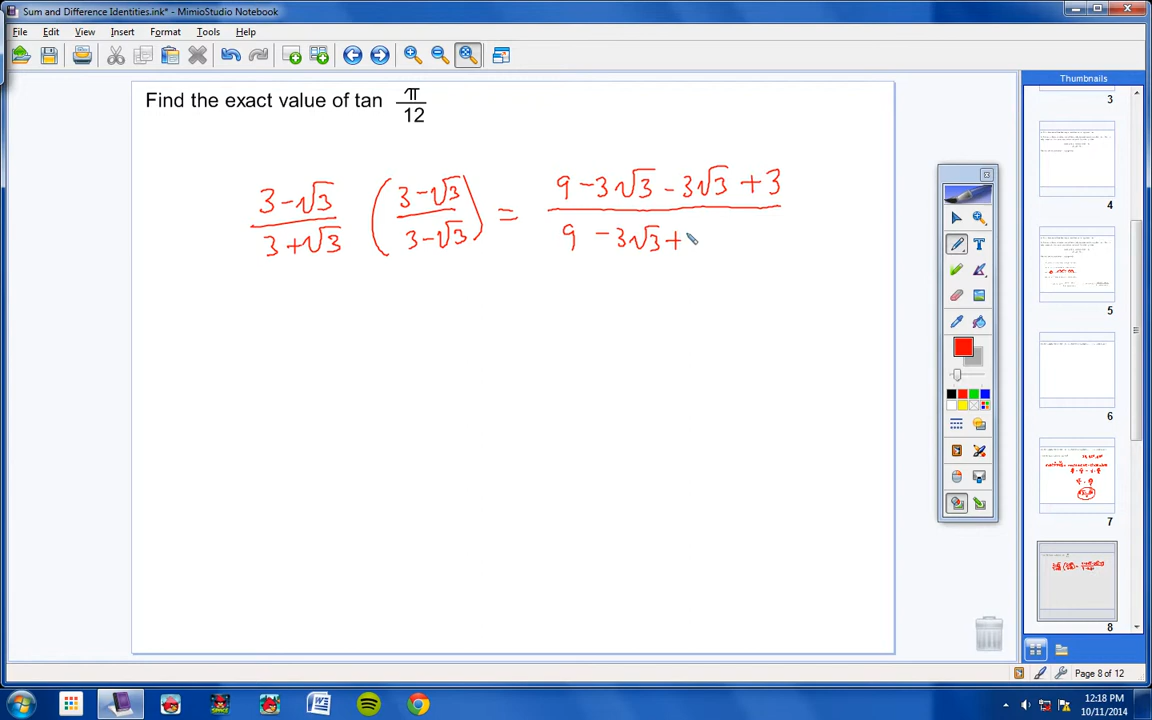 Sum and Difference Identities.ink* - MimioStudio Notebook
File Edit View Insert Format Tools Help
Thumbnails
Find the exact value of tan π/12
(3-√3)/(3+√3) ((3-√3)/(3-√3)) = (9-3√3-3√3+3)/(9-3√3+
T
3
4
5
6
7
8
Page 8 of 12
W
12:18 PM
10/11/2014